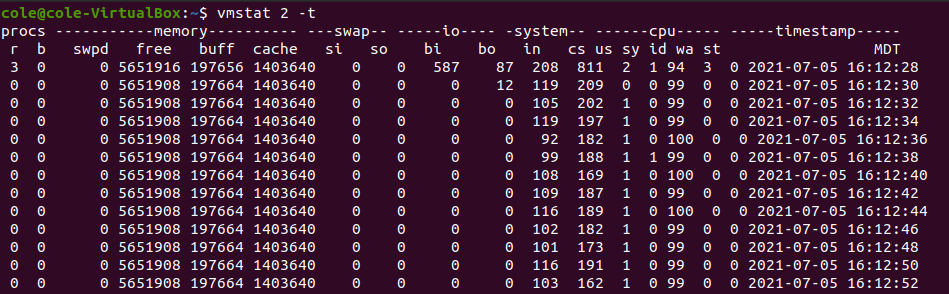 cole@cole-VirtualBox:~$ vmstat 2 -t
procs -----------memory---------- ---swap-- -----io---- -system-- ------cpu----- -----timestamp-----
 r  b   swpd   free   buff  cache   si   so    bi    bo   in   cs us sy id wa st                 MDT
 3  0      0 5651916 197656 1403640    0    0   587    87  208  811  2  1 94  3  0 2021-07-05 16:12:28
 0  0      0 5651908 197664 1403640    0    0     0    12  119  209  0  0 99  0  0 2021-07-05 16:12:30
 0  0      0 5651908 197664 1403640    0    0     0     0  105  202  1  0 99  0  0 2021-07-05 16:12:32
 0  0      0 5651908 197664 1403640    0    0     0     0  119  197  1  0 99  0  0 2021-07-05 16:12:34
 0  0      0 5651908 197664 1403640    0    0     0     0   92  182  1  0 100  0  0 2021-07-05 16:12:36
 0  0      0 5651908 197664 1403640    0    0     0     0   99  188  1  1 99  0  0 2021-07-05 16:12:38
 0  0      0 5651908 197664 1403640    0    0     0     0  108  169  1  0 100  0  0 2021-07-05 16:12:40
 0  0      0 5651908 197664 1403640    0    0     0     0  109  187  1  0 99  0  0 2021-07-05 16:12:42
 0  0      0 5651908 197664 1403640    0    0     0     0  116  189  1  0 100  0  0 2021-07-05 16:12:44
 0  0      0 5651908 197664 1403640    0    0     0     0  102  182  1  0 99  0  0 2021-07-05 16:12:46
 0  0      0 5651908 197664 1403640    0    0     0     0  101  173  1  0 99  0  0 2021-07-05 16:12:48
 0  0      0 5651908 197664 1403640    0    0     0     0  116  191  1  0 99  0  0 2021-07-05 16:12:50
 0  0      0 5651908 197664 1403640    0    0     0     0  103  162  1  0 99  0  0 2021-07-05 16:12:52